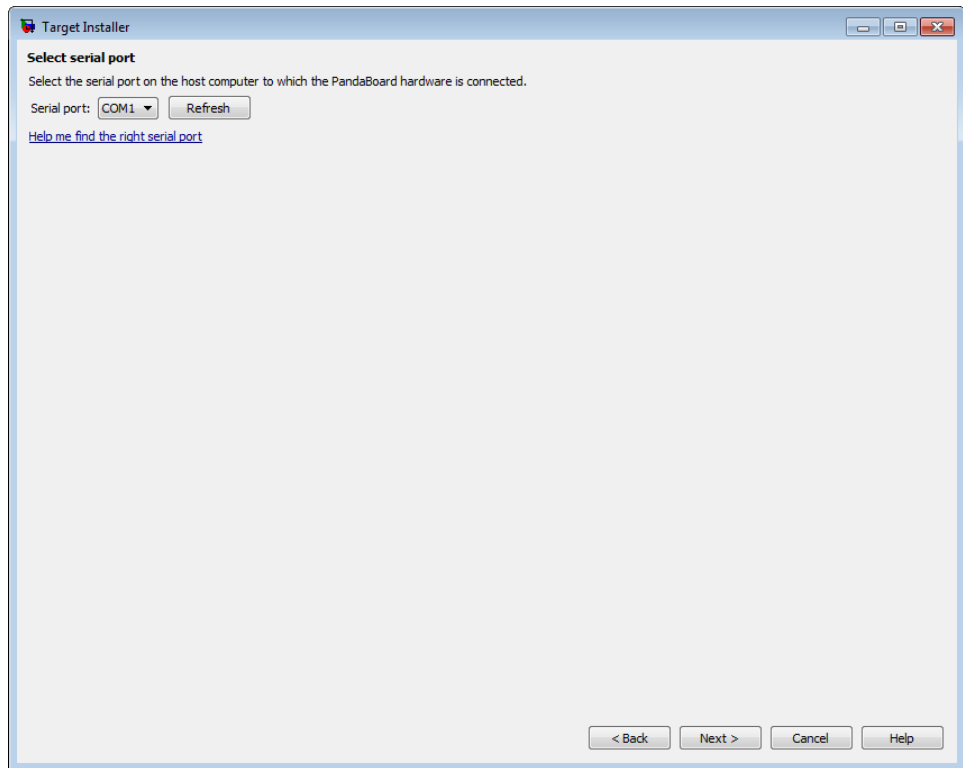 Target Installer
Select serial port
Select the serial port on the host computer to which the PandaBoard hardware is connected.
Serial port: COM1 Refresh
Help me find the right serial port
< Back Next > Cancel Help